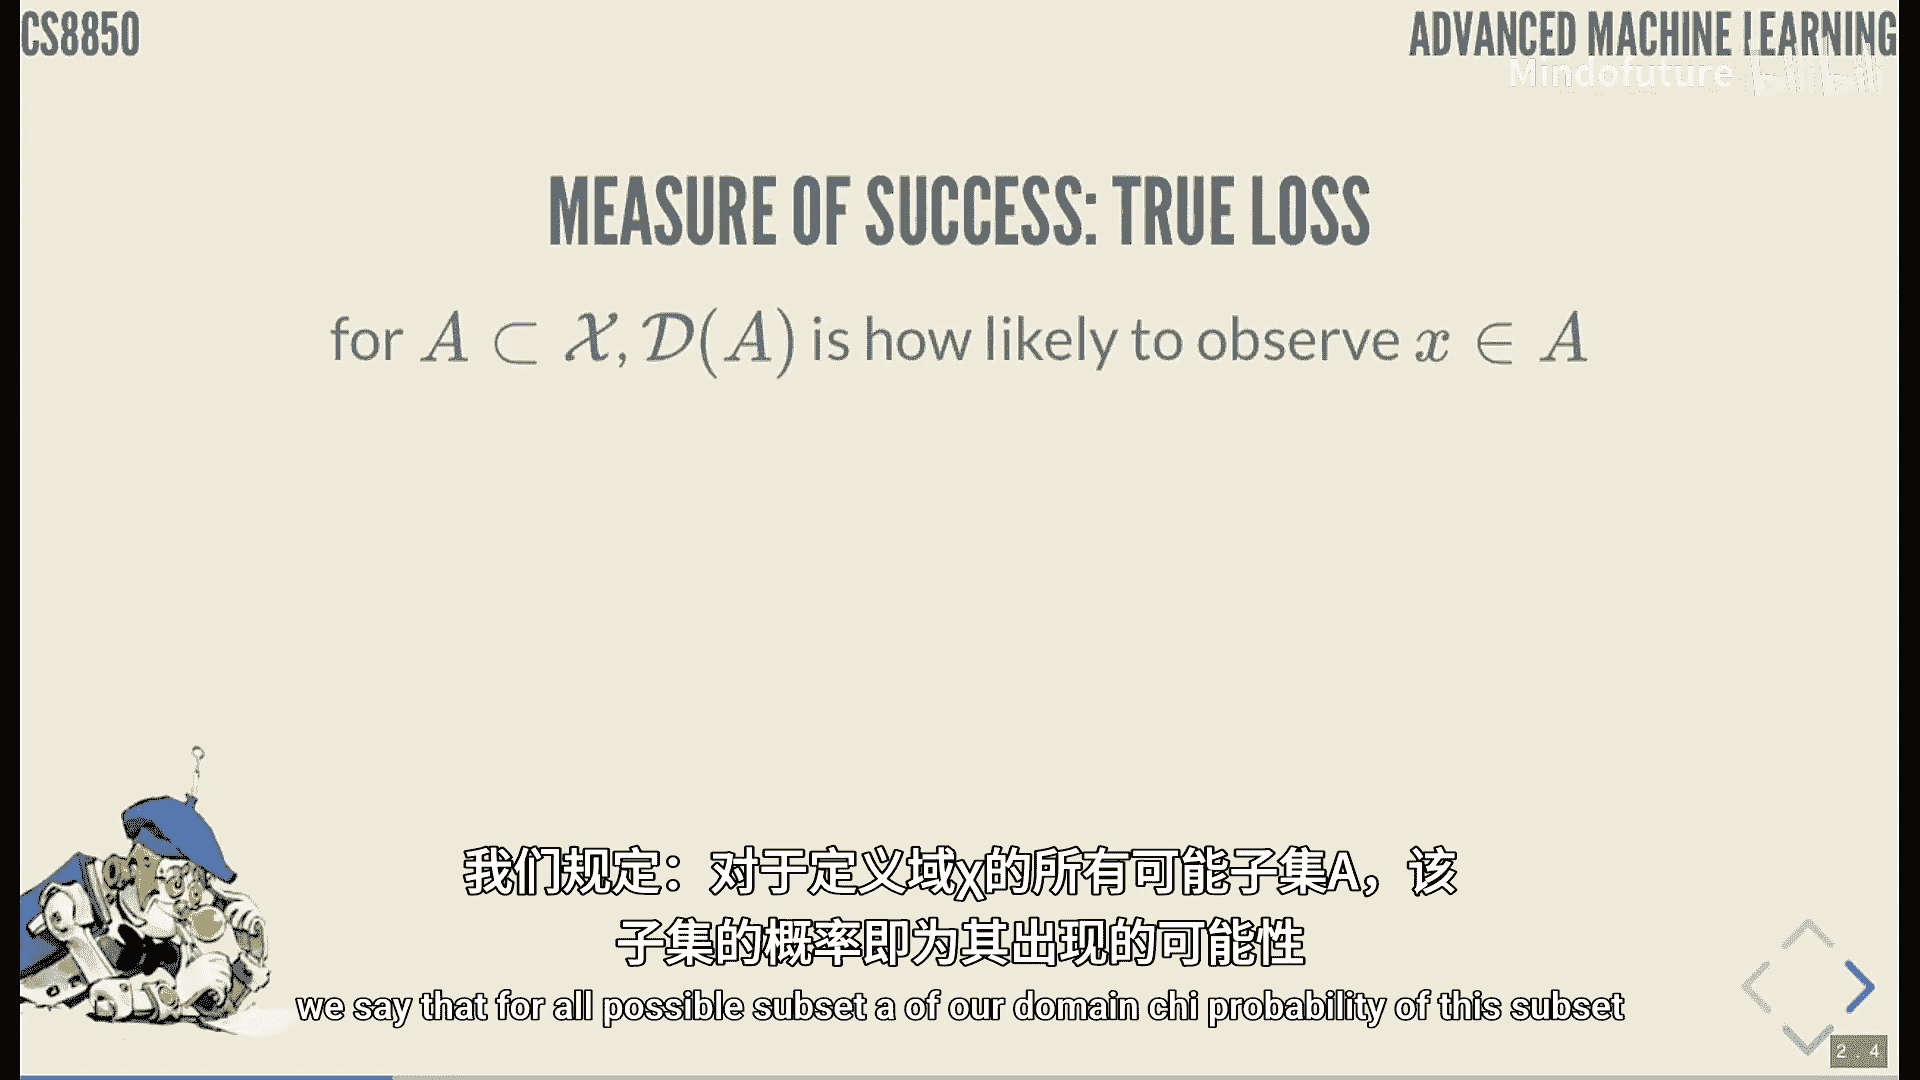 CS8850
ADVANCED MACHINE LEARNING
Mindofuture bilibili
MEASURE OF SUCCESS: TRUE LOSS
for A ⊂ 𝒳, 𝒟(A) is how likely to observe x ∈ A
我们规定：对于定义域χ的所有可能子集A，该
子集的概率即为其出现的可能性
we say that for all possible subset a of our domain chi probability of this subset
2.4